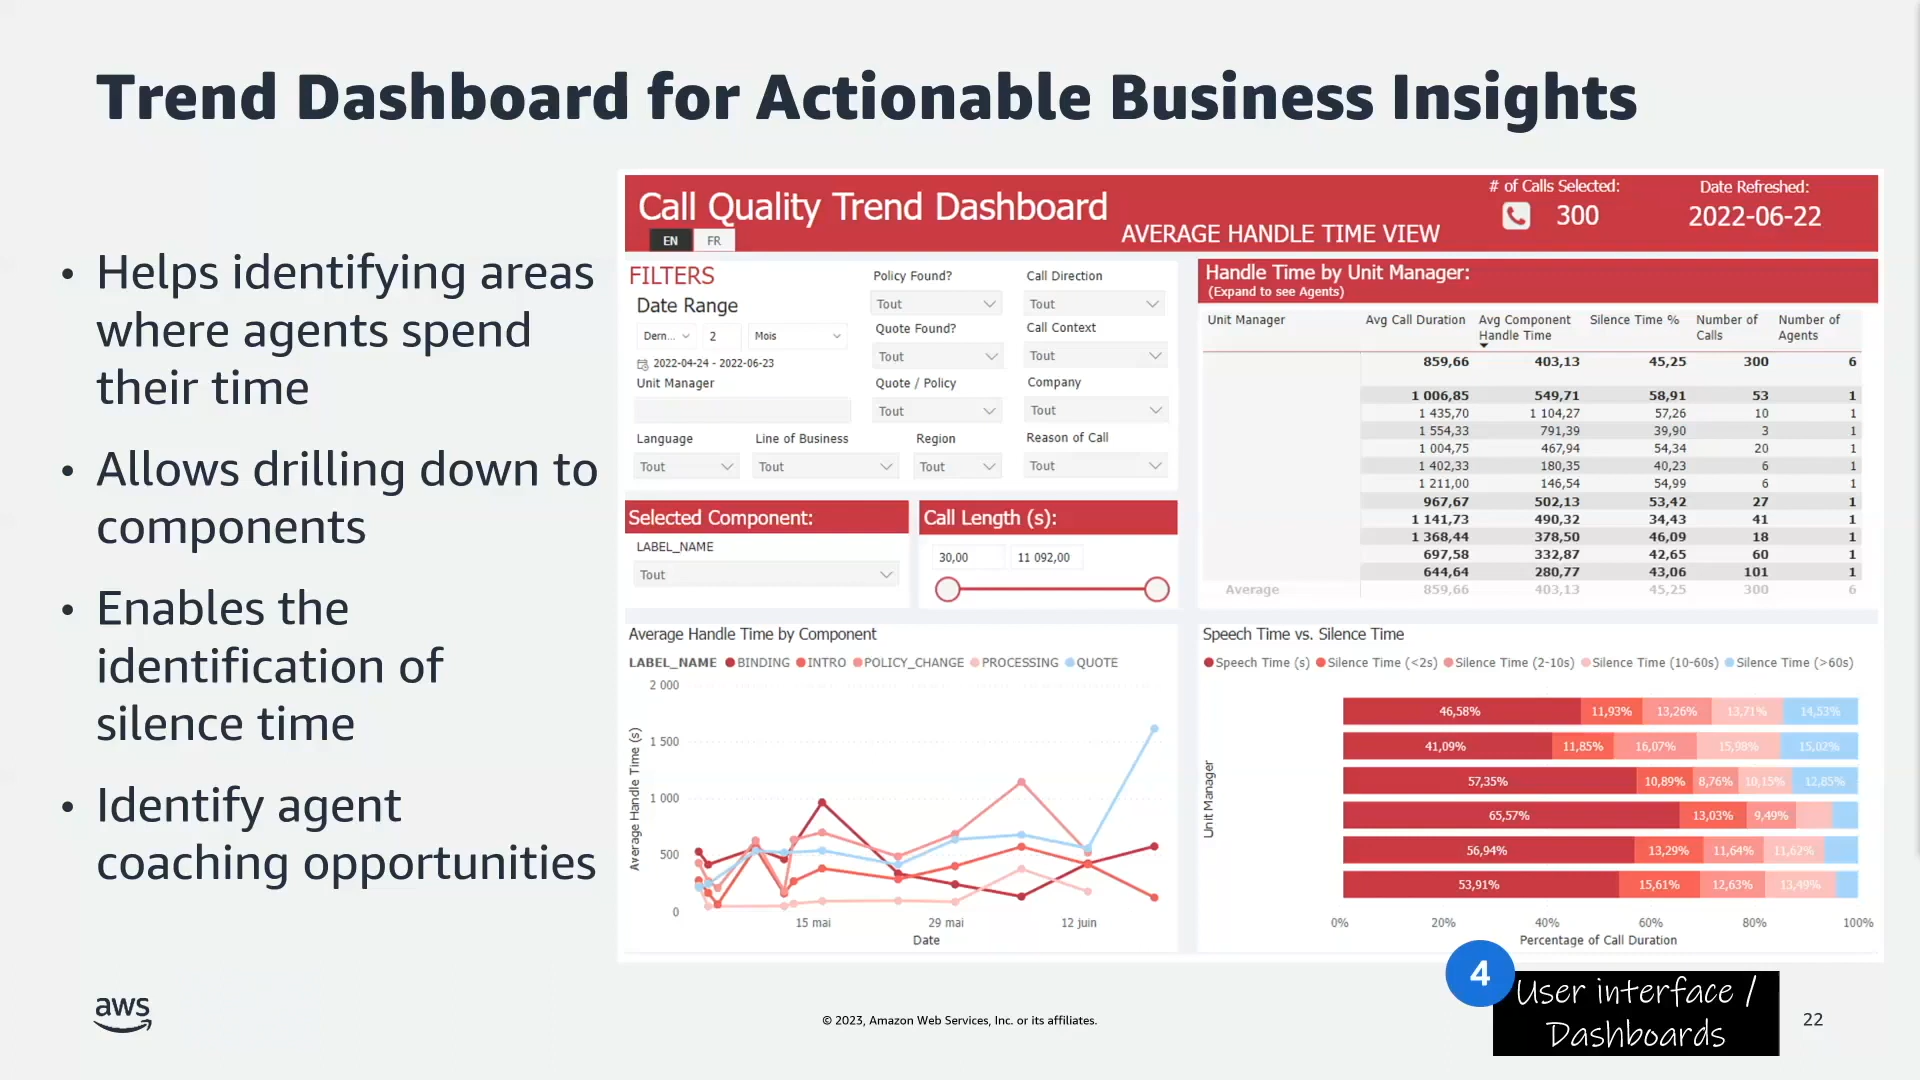 Trend Dashboard for Actionable Business Insights
• Helps identifying areas
where agents spend
their time
• Allows drilling down to
components
• Enables the
identification of
silence time
• Identify agent
coaching opportunities
Call Quality Trend Dashboard
EN FR
AVERAGE HANDLE TIME VIEW
# of Calls Selected:
300
Date Refreshed:
2022-06-22
FILTERS
Date Range
Dern... 2 Mois
2022-04-24 - 2022-06-23
Unit Manager
Policy Found?
Tout
Call Direction
Tout
Quote Found?
Tout
Call Context
Tout
Quote / Policy
Tout
Company
Tout
Language
Tout
Line of Business
Tout
Region
Tout
Reason of Call
Tout
Selected Component:
LABEL_NAME
Tout
Call Length (s):
30,00 11 092,00
Handle Time by Unit Manager:
(Expand to see Agents)
Unit Manager Avg Call Duration Avg Component Silence Time % Number of Number of
Handle Time Calls Agents
859,66 403,13 45,25 300 6
1 006,85 549,71 58,91 53 1
1 435,70 1 104,27 57,26 10 1
1 554,33 791,39 39,90 3 1
1 004,75 467,94 54,34 20 1
1 402,33 180,35 40,23 6 1
1 211,00 146,54 54,99 6 1
967,67 502,13 53,42 27 1
1 141,73 490,32 34,43 41 1
1 368,44 378,50 46,09 18 1
697,58 332,87 42,65 60 1
644,64 280,77 43,06 101 1
Average 859,66 403,13 45,25 300 6
Average Handle Time by Component
LABEL_NAME BINDING INTRO POLICY_CHANGE PROCESSING QUOTE
Average Handle Time (s)
2 000
1 500
1 000
500
0
15 mai 29 mai 12 juin
Date
Speech Time vs. Silence Time
Speech Time (s) Silence Time (<2s) Silence Time (2-10s) Silence Time (10-60s) Silence Time (>60s)
Unit Manager
46,58% 11,93% 13,26% 13,71% 14,53%
41,09% 11,85% 16,07% 15,98% 15,02%
57,35% 10,89% 8,76% 10,15% 12,85%
65,57% 13,03% 9,49%
56,94% 13,29% 11,64% 11,62%
53,91% 15,61% 12,63% 13,49%
0% 20% 40% 60% 80% 100%
Percentage of Call Duration
4
User interface /
Dashboards
aws
© 2023, Amazon Web Services, Inc. or its affiliates.
22